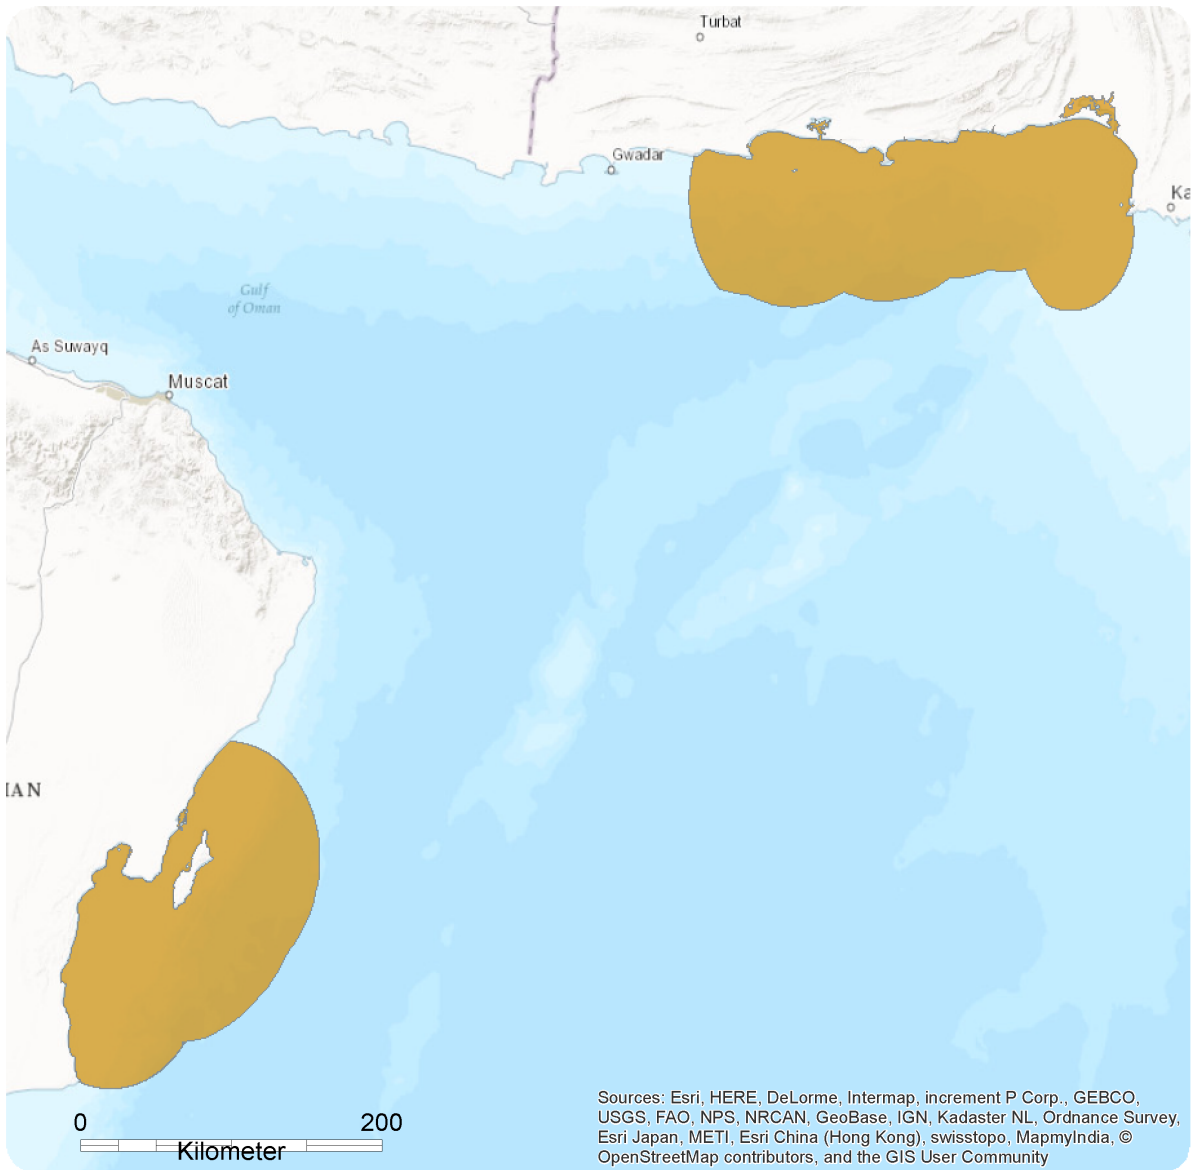 Turbat
Gwadar
Ka
Gulf
of Oman
As Suwayq
Muscat
IAN
0 200
Kilometer
Sources: Esri, HERE, DeLorme, Intermap, increment P Corp., GEBCO,
USGS, FAO, NPS, NRCAN, GeoBase, IGN, Kadaster NL, Ordnance Survey,
Esri Japan, METI, Esri China (Hong Kong), swisstopo, MapmyIndia, ©
OpenStreetMap contributors, and the GIS User Community